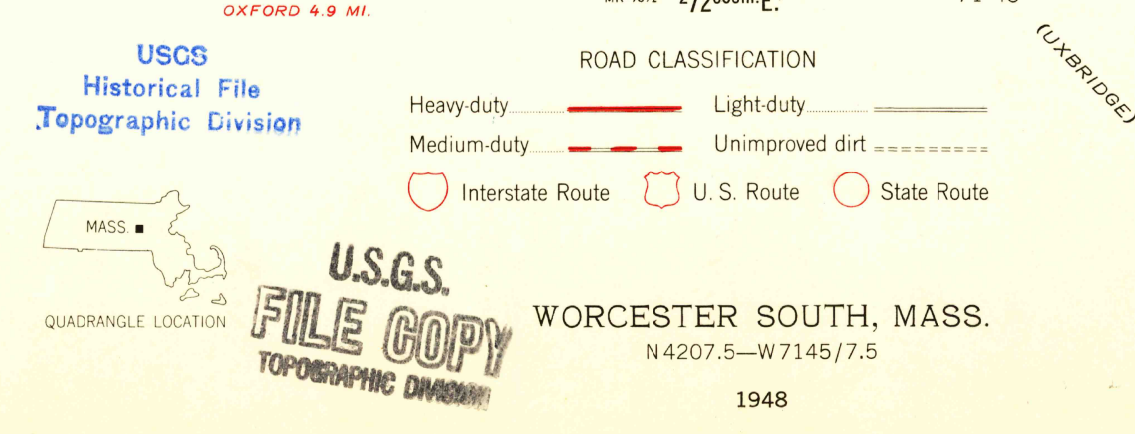 OXFORD 4.9 MI.
(UXBRIDGE)
USGS
Historical File
Topographic Division
ROAD CLASSIFICATION
Heavy-duty Light-duty
Medium-duty Unimproved dirt
Interstate Route U. S. Route State Route
MASS.
QUADRANGLE LOCATION
U.S.G.S.
FILE COPY
TOPOGRAPHIC DIVISION
WORCESTER SOUTH, MASS.
N4207.5—W7145/7.5
1948